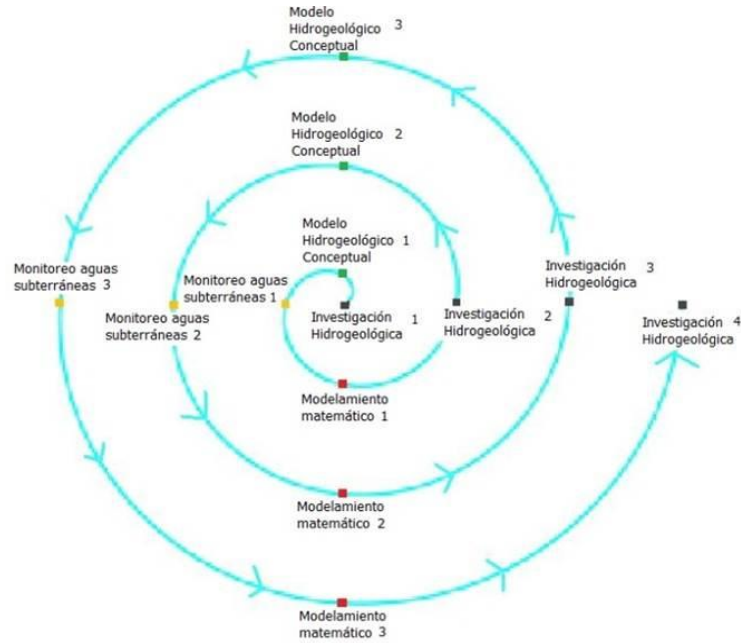 Modelo
Hidrogeológico 3
Conceptual
Modelo
Hidrogeológico 2
Conceptual
Modelo
Hidrogeológico 1
Conceptual
Monitoreo aguas
subterráneas 3
Monitoreo aguas
subterráneas 2
Monitoreo aguas
subterráneas 1
Investigación 1
Hidrogeológica
Investigación 2
Hidrogeológica
Investigación 3
Hidrogeológica
Investigación 4
Hidrogeológica
Modelamiento
matemático 1
Modelamiento
matemático 2
Modelamiento
matemático 3